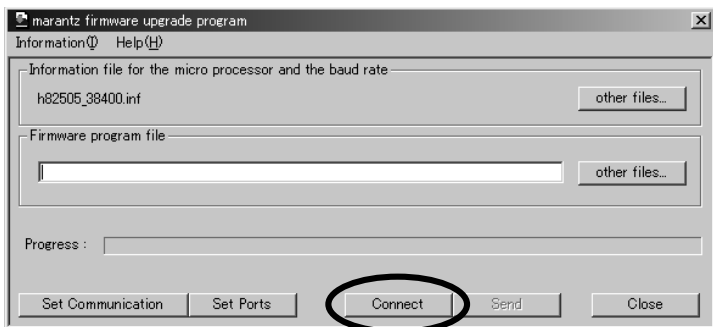 marantz firmware upgrade program
Information(I) Help(H)
Information file for the micro processor and the baud rate
h82505_38400.inf
other files...
Firmware program file
other files...
Progress :
Set Communication Set Ports Connect Send Close